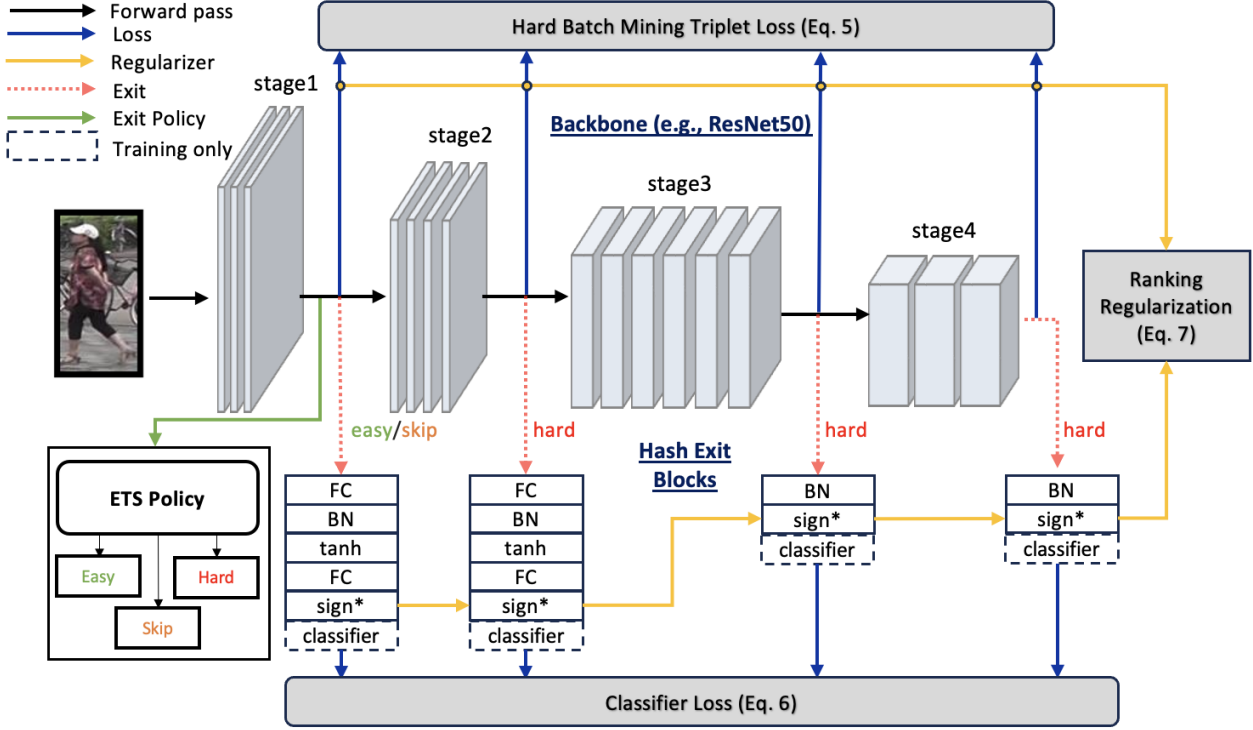 Forward pass
Loss
Regularizer
Exit
Exit Policy
Training only
Hard Batch Mining Triplet Loss (Eq. 5)
stage1
stage2
Backbone (e.g., ResNet50)
stage3
stage4
Ranking
Regularization
(Eq. 7)
easy/skip
hard
hard
hard
Hash Exit
Blocks
ETS Policy
Easy
Hard
Skip
FC
BN
tanh
FC
sign*
classifier
FC
BN
tanh
FC
sign*
classifier
BN
sign*
classifier
BN
sign*
classifier
Classifier Loss (Eq. 6)